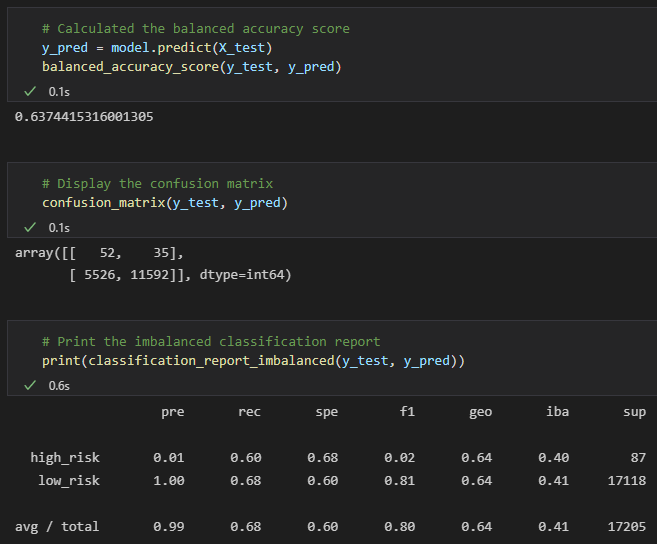 # Calculated the balanced accuracy score
y_pred = model.predict(X_test)
balanced_accuracy_score(y_test, y_pred)
✓ 0.1s
0.6374415316001305
# Display the confusion matrix
confusion_matrix(y_test, y_pred)
✓ 0.1s
array([[   52,    35],
       [ 5526, 11592]], dtype=int64)
# Print the imbalanced classification report
print(classification_report_imbalanced(y_test, y_pred))
✓ 0.6s
pre rec spe f1 geo iba sup
high_risk 0.01 0.60 0.68 0.02 0.64 0.40 87
low_risk 1.00 0.68 0.60 0.81 0.64 0.41 17118
avg / total 0.99 0.68 0.60 0.80 0.64 0.41 17205